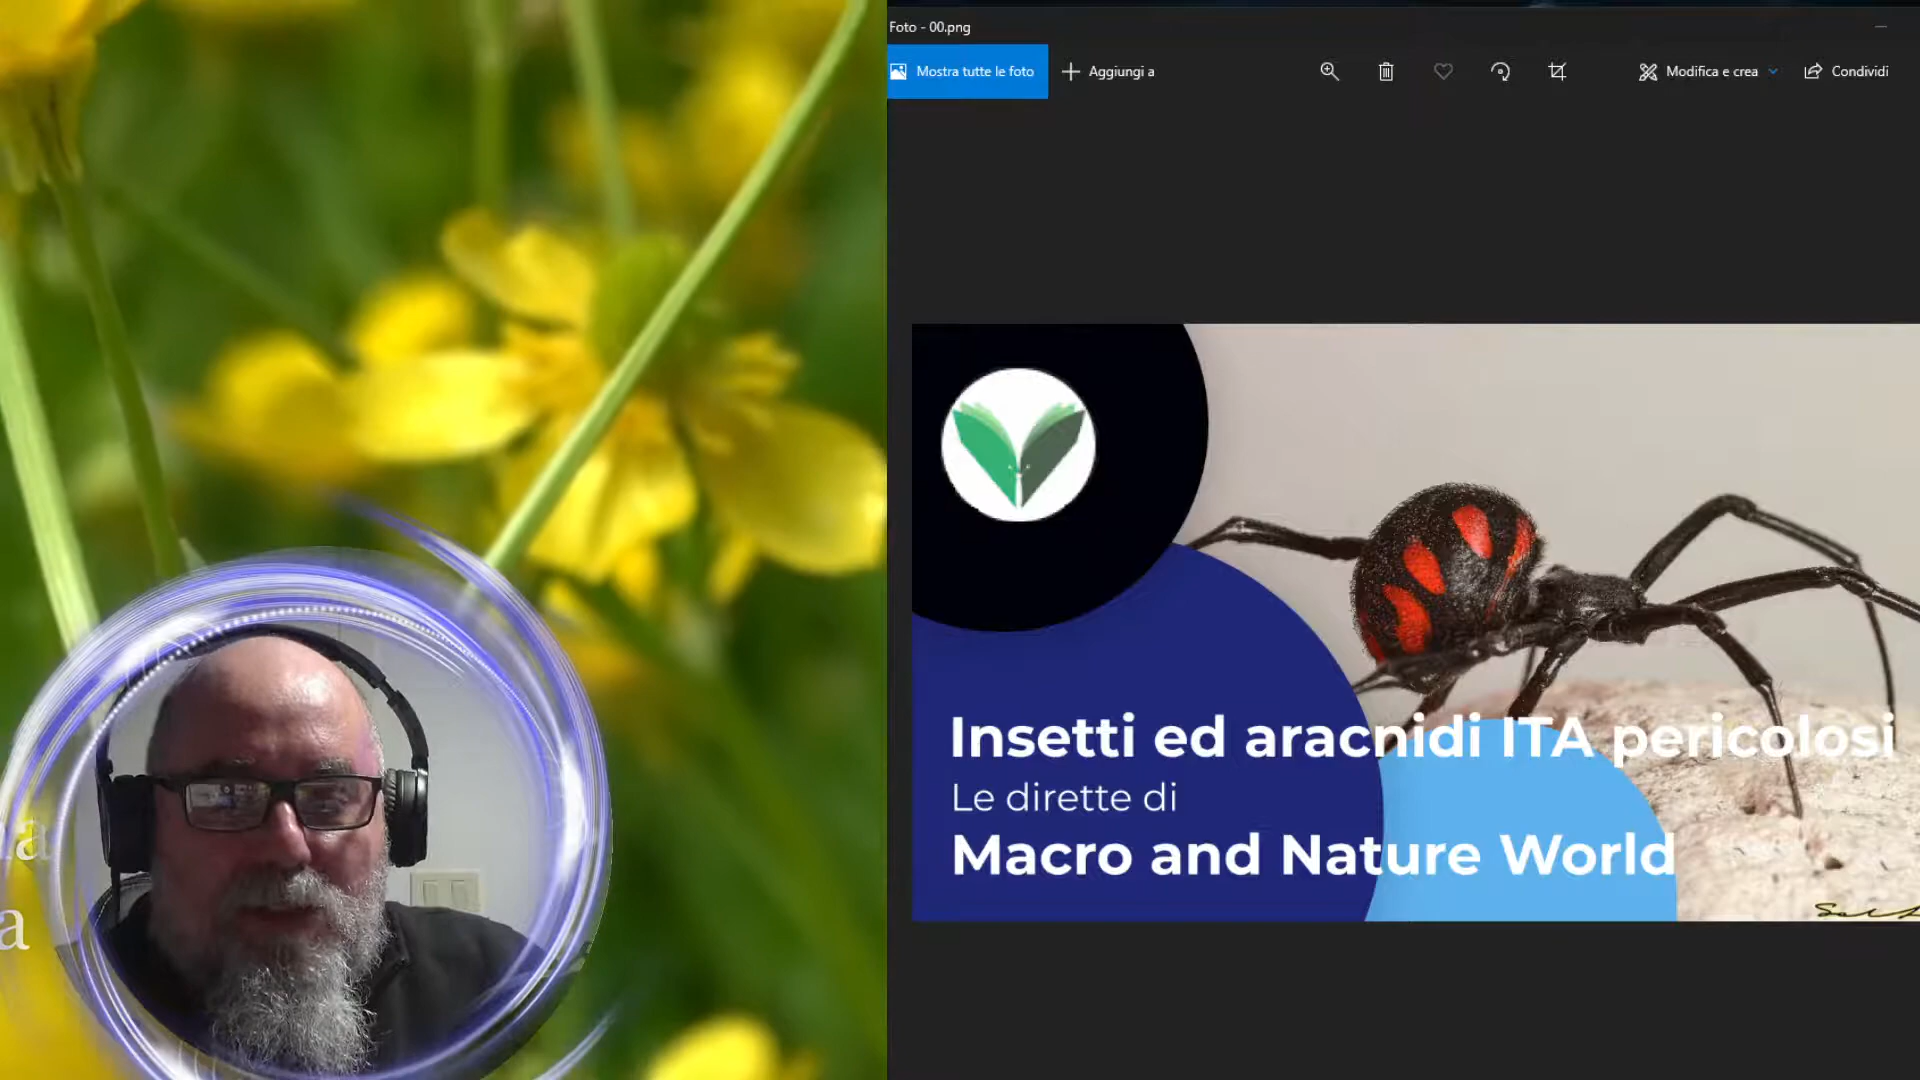 Foto - 00.png
Mostra tutte le foto
Aggiungi a
Modifica e crea
Condividi
Insetti ed aracnidi ITA pericolosi
Le dirette di
Macro and Nature World
a